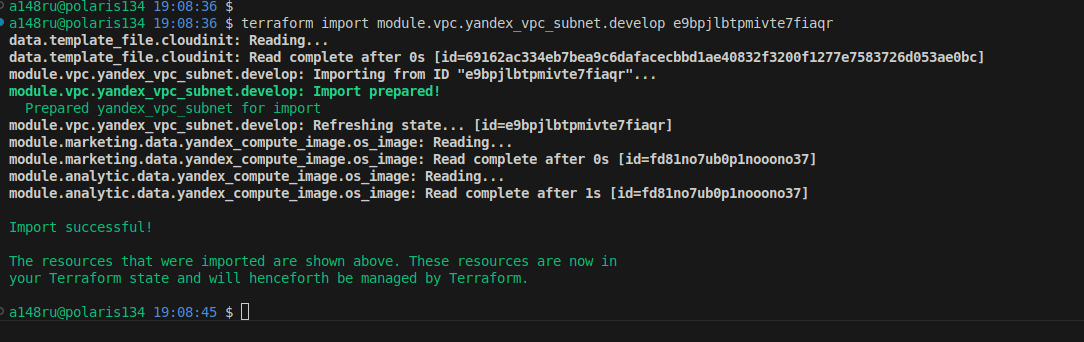 a148ru@polaris134 19:08:36 $
a148ru@polaris134 19:08:36 $ terraform import module.vpc.yandex_vpc_subnet.develop e9bpjlbtpmivte7fiaqr
data.template_file.cloudinit: Reading...
data.template_file.cloudinit: Read complete after 0s [id=69162ac334eb7bea9c6dafacecbbd1ae40832f3200f1277e7583726d053ae0bc]
module.vpc.yandex_vpc_subnet.develop: Importing from ID "e9bpjlbtpmivte7fiaqr"...
module.vpc.yandex_vpc_subnet.develop: Import prepared!
  Prepared yandex_vpc_subnet for import
module.vpc.yandex_vpc_subnet.develop: Refreshing state... [id=e9bpjlbtpmivte7fiaqr]
module.marketing.data.yandex_compute_image.os_image: Reading...
module.marketing.data.yandex_compute_image.os_image: Read complete after 0s [id=fd81no7ub0p1nooono37]
module.analytic.data.yandex_compute_image.os_image: Reading...
module.analytic.data.yandex_compute_image.os_image: Read complete after 1s [id=fd81no7ub0p1nooono37]
Import successful!
The resources that were imported are shown above. These resources are now in
your Terraform state and will henceforth be managed by Terraform.
a148ru@polaris134 19:08:45 $